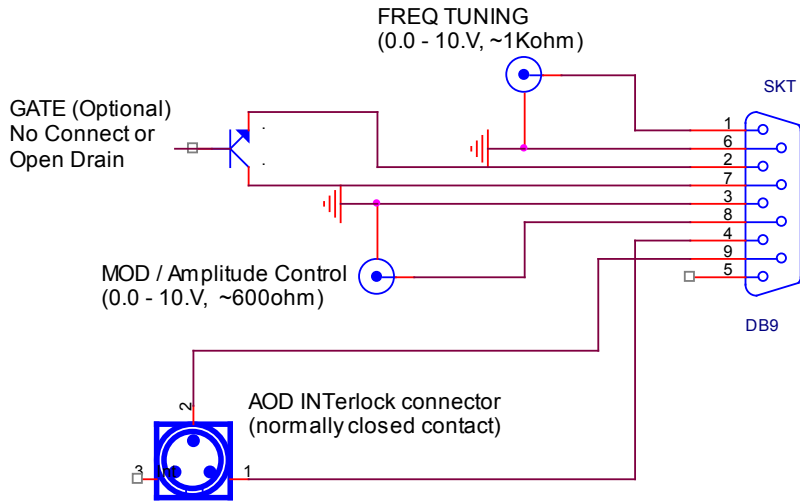 FREQ TUNING
(0.0 - 10.V, ~1Kohm)
SKT
GATE (Optional)
No Connect or
Open Drain
1
6
2
7
3
8
4
9
5
MOD / Amplitude Control
(0.0 - 10.V, ~600ohm)
DB9
AOD INTerlock connector
(normally closed contact)
2
3
Int
1